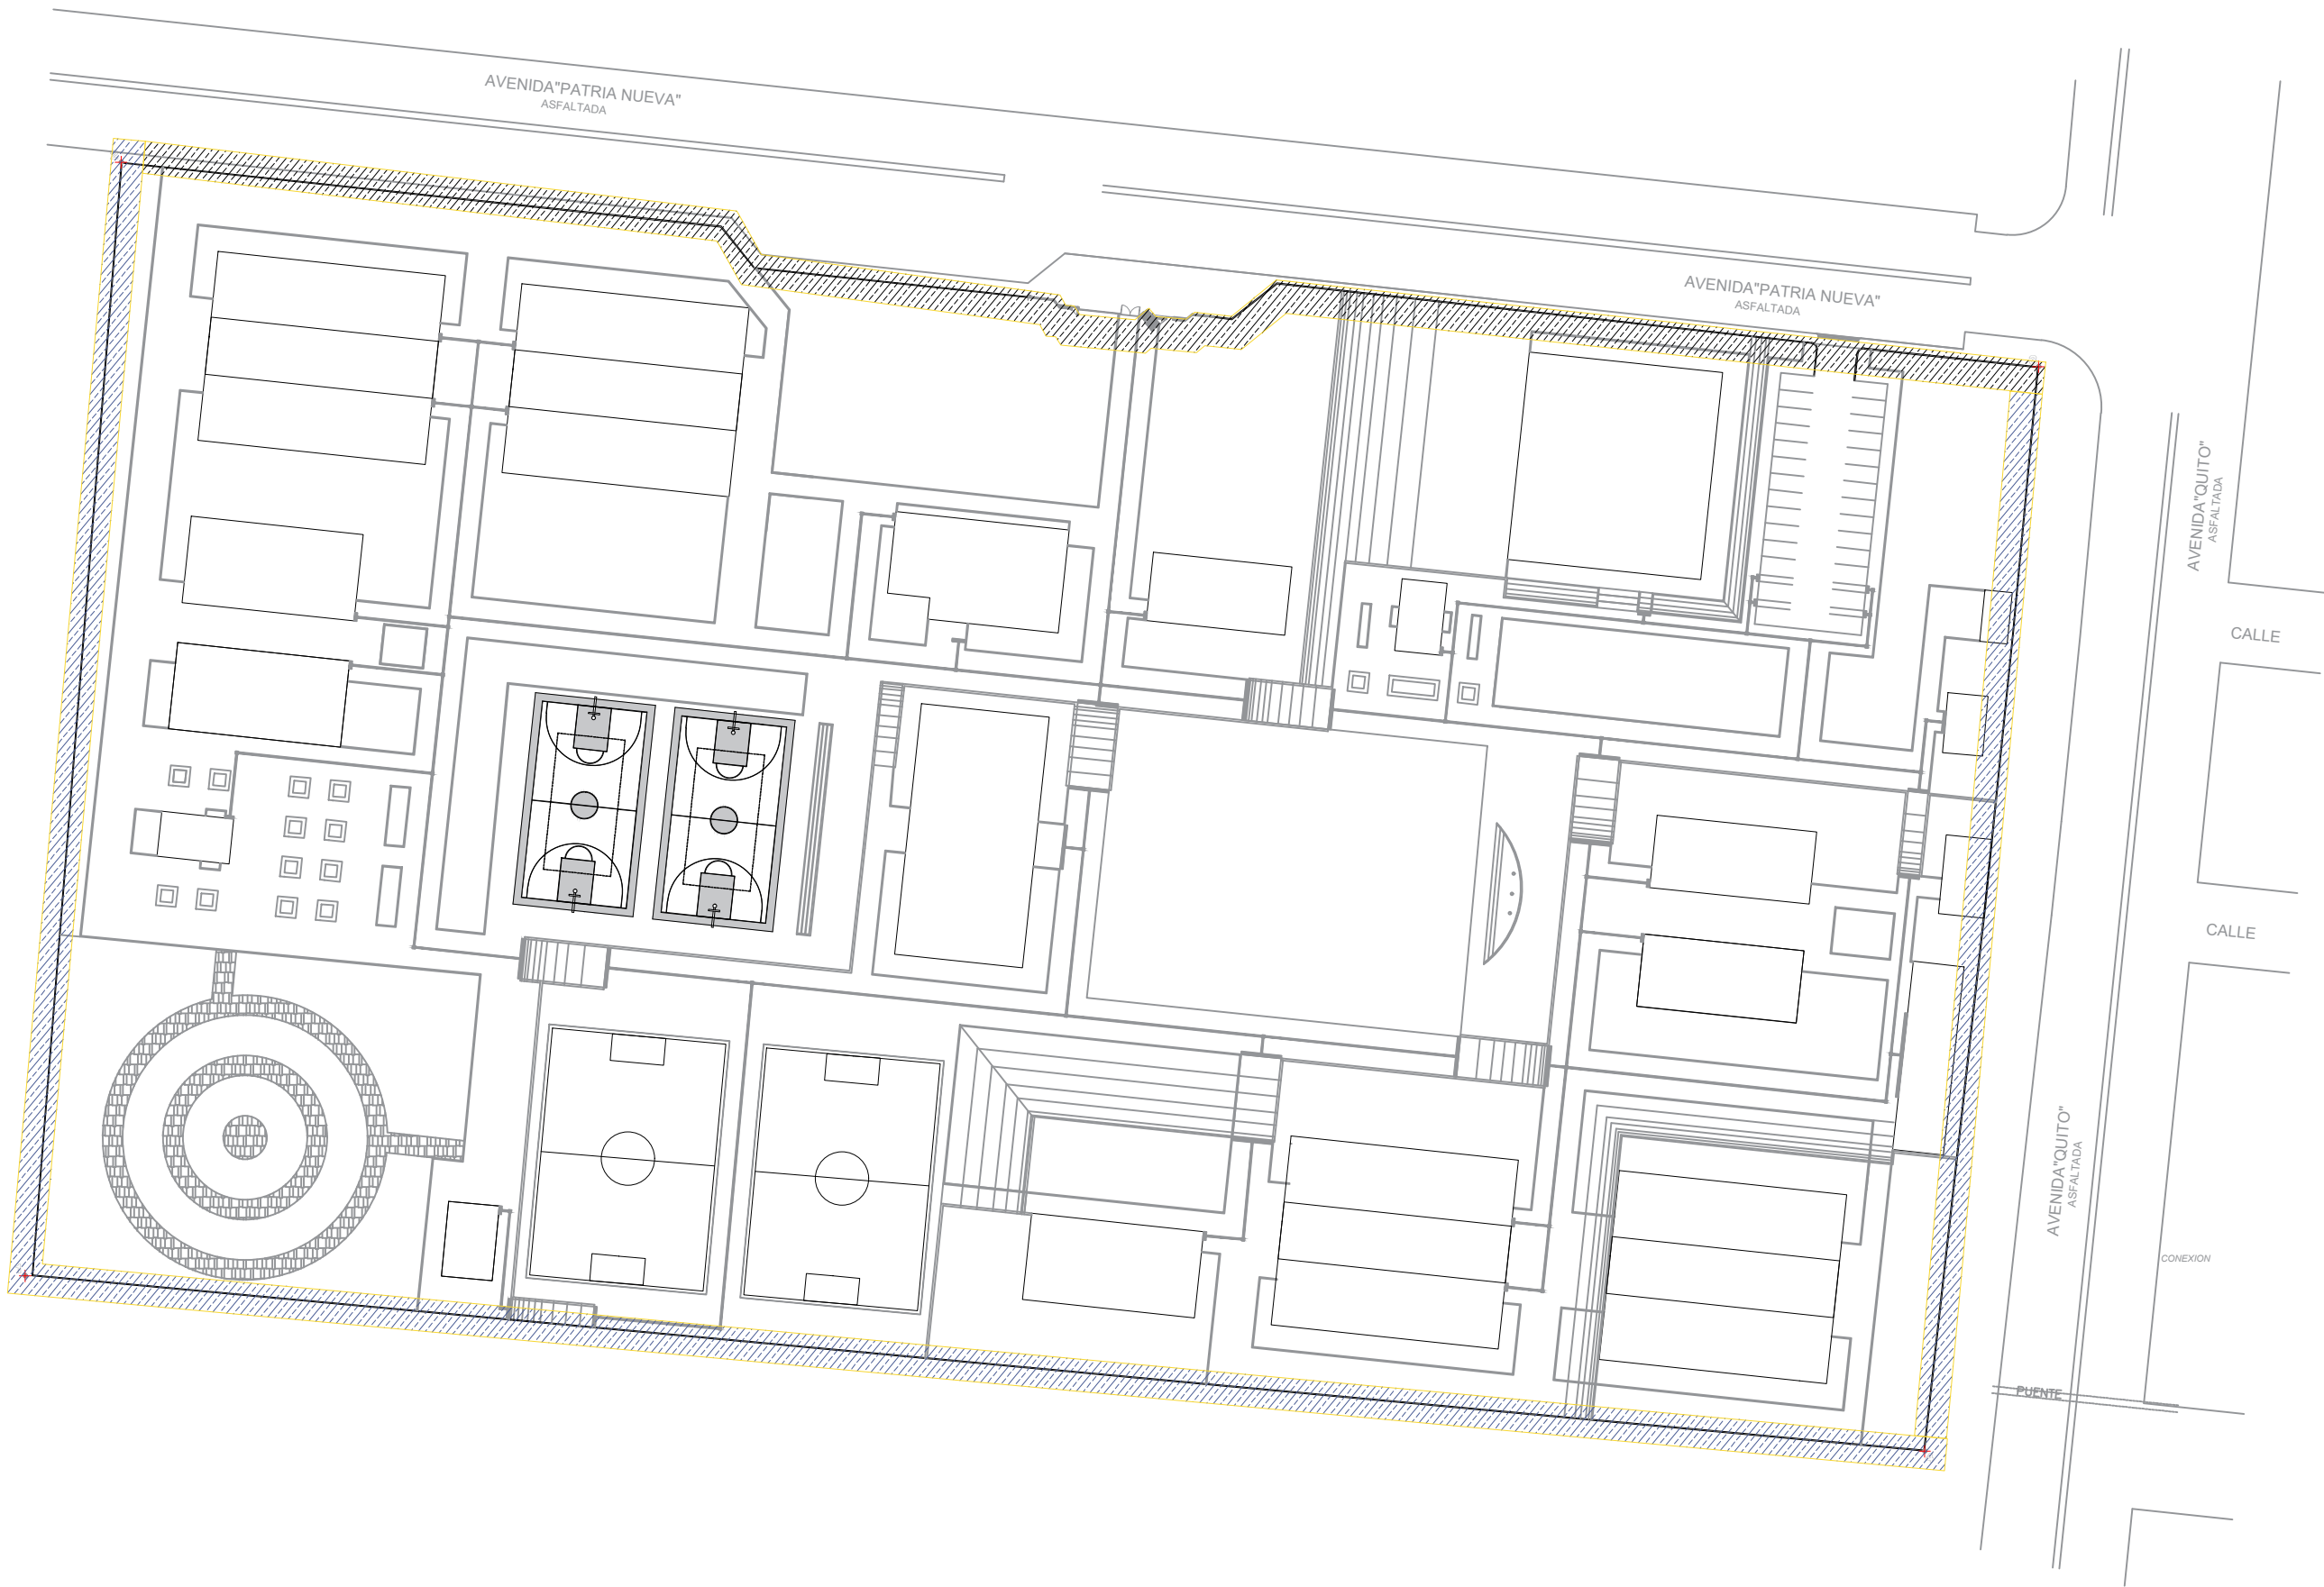 AVENIDA"PATRIA NUEVA"
ASFALTADA
AVENIDA"PATRIA NUEVA"
ASFALTADA
AVENIDA"QUITO"
ASFALTADA
CALLE
CALLE
AVENIDA"QUITO"
ASFALTADA
CONEXION
PUENTE